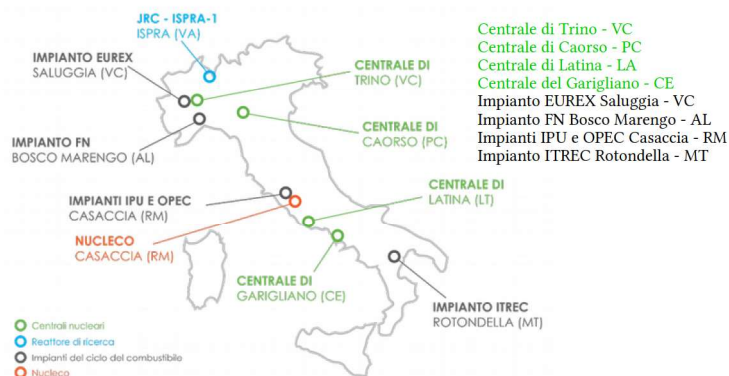 JRC - ISPRA-1
ISPRA (VA)
IMPIANTO EUREX
SALUGGIA (VC)
CENTRALE DI
TRINO (VC)
IMPIANTO FN
BOSCO MARENGO (AL)
CENTRALE DI
CAORSO (PC)
IMPIANTI IPU E OPEC
CASACCIA (RM)
CENTRALE DI
LATINA (LT)
NUCLECO
CASACCIA (RM)
CENTRALE DI
GARIGLIANO (CE)
IMPIANTO ITREC
ROTONDELLA (MT)
Centrali nucleari
Reattore di ricerca
Impianti del ciclo del combustibile
Nucleco
Centrale di Trino - VC
Centrale di Caorso - PC
Centrale di Latina - LA
Centrale del Garigliano - CE
Impianto EUREX Saluggia - VC
Impianto FN Bosco Marengo - AL
Impianti IPU e OPEC Casaccia - RM
Impianto ITREC Rotondella - MT